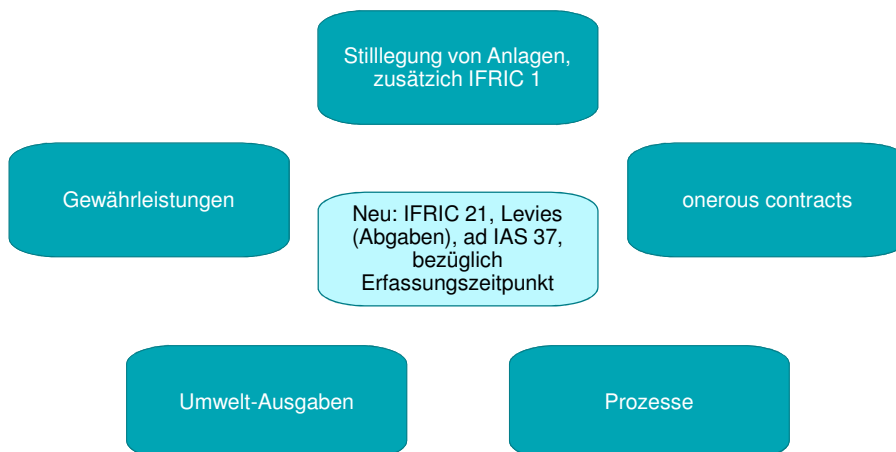 Stilllegung von Anlagen,
zusätzich IFRIC 1
Gewährleistungen
onerous contracts
Neu: IFRIC 21, Levies
(Abgaben), ad IAS 37,
bezüglich
Erfassungszeitpunkt
Umwelt-Ausgaben
Prozesse